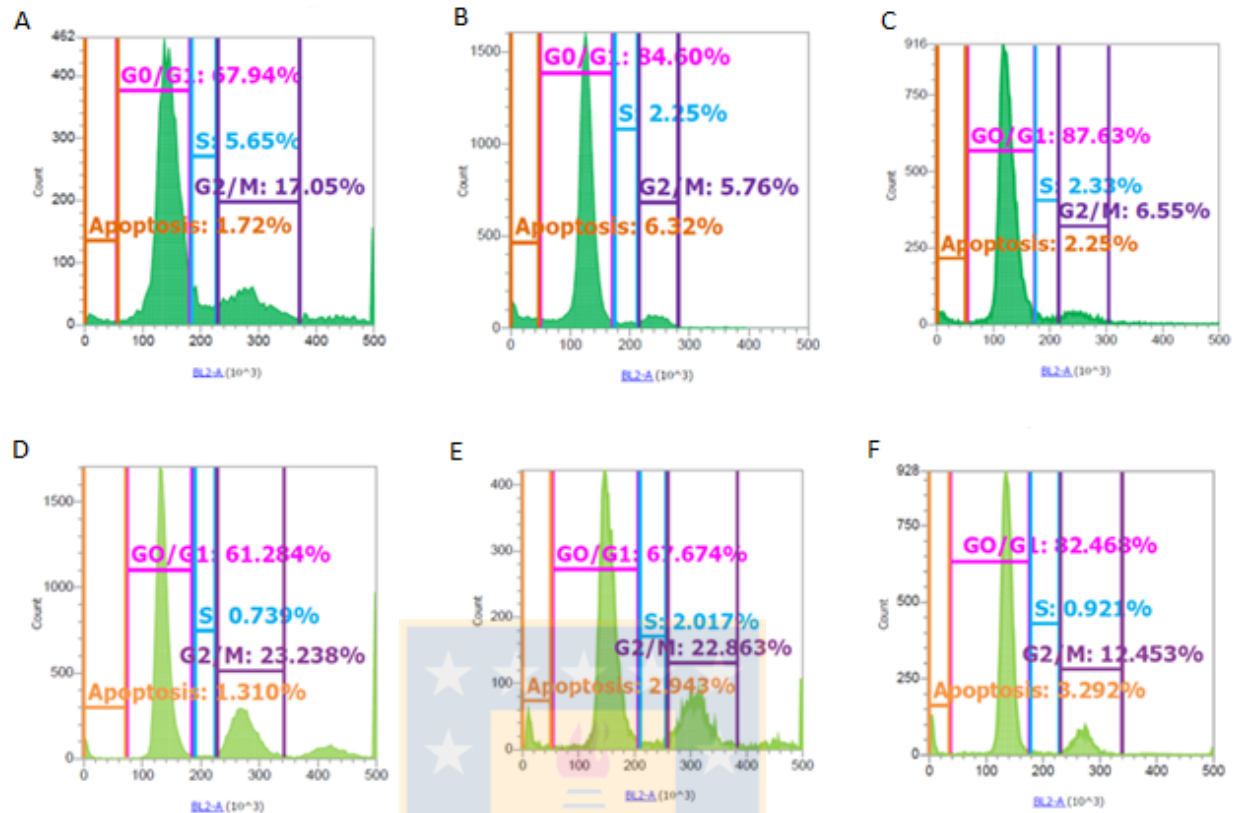 A
462
400
300
200
100
0
Count
G0/G1: 67.94%
S: 5.65%
G2/M: 17.05%
Apoptosis: 1.72%
0 100 200 300 400 500
BL2-A (10^3)
B
1500
1000
500
0
Count
G0/G1: 84.60%
S: 2.25%
G2/M: 5.76%
Apoptosis: 6.32%
0 100 200 300 400 500
BL2-A (10^3)
C
916
750
500
250
0
Count
GO/G1: 87.63%
S: 2.33%
G2/M: 6.55%
Apoptosis: 2.25%
0 100 200 300 400 500
BL2-A (10^3)
D
1500
1000
500
0
Count
GO/G1: 61.284%
S: 0.739%
G2/M: 23.238%
Apoptosis: 1.310%
0 100 200 300 400 500
BL2-A (10^3)
E
400
300
200
100
0
Count
GO/G1: 67.674%
S: 2.017%
G2/M: 22.863%
Apoptosis: 2.943%
0 100 200 300 400 500
BL2-A (10^3)
F
928
750
500
250
0
Count
GO/G1: 82.468%
S: 0.921%
G2/M: 12.453%
Apoptosis: 3.292%
0 100 200 300 400 500
BL2-A (10^3)